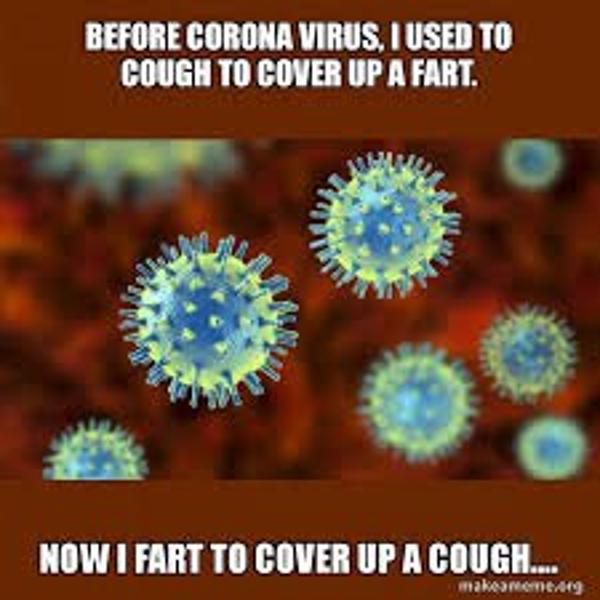 BEFORE CORONA VIRUS, I USED TO
COUGH TO COVER UP A FART.
NOW I FART TO COVER UP A COUGH....
makeameme.org